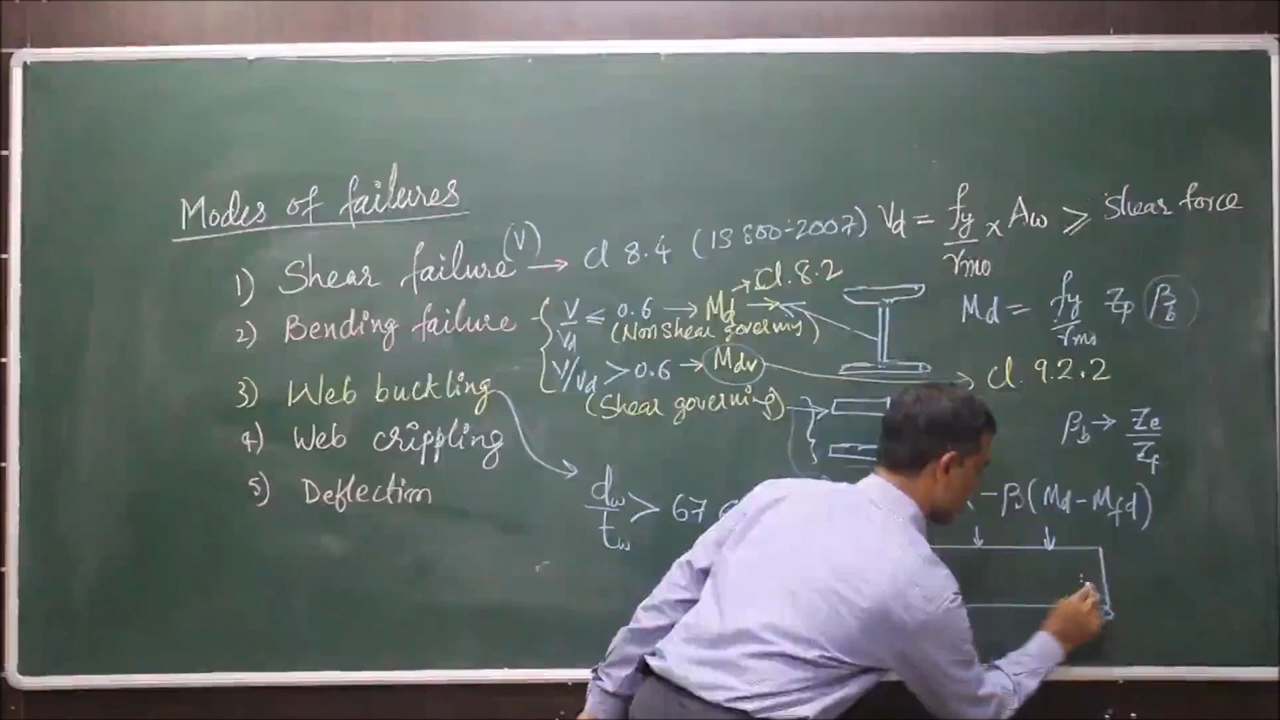 Modes of failures
1) Shear failure (V) → cl 8.4 (IS 800:2007) Vd = fy/γm0 × Aw ⩾ Shear force
2) Bending failure
V/Vd ≤ 0.6 → Md → cl. 8.2
(Non Shear governing)
Md = fy/γm0 Zp βb
V/Vd > 0.6 → Mdv → cl. 9.2.2
(Shear governing)
3) Web buckling
βb → Ze/Zp
4) Web crippling
5) Deflection
dw/tw > 67
- β(Md - Mfd)